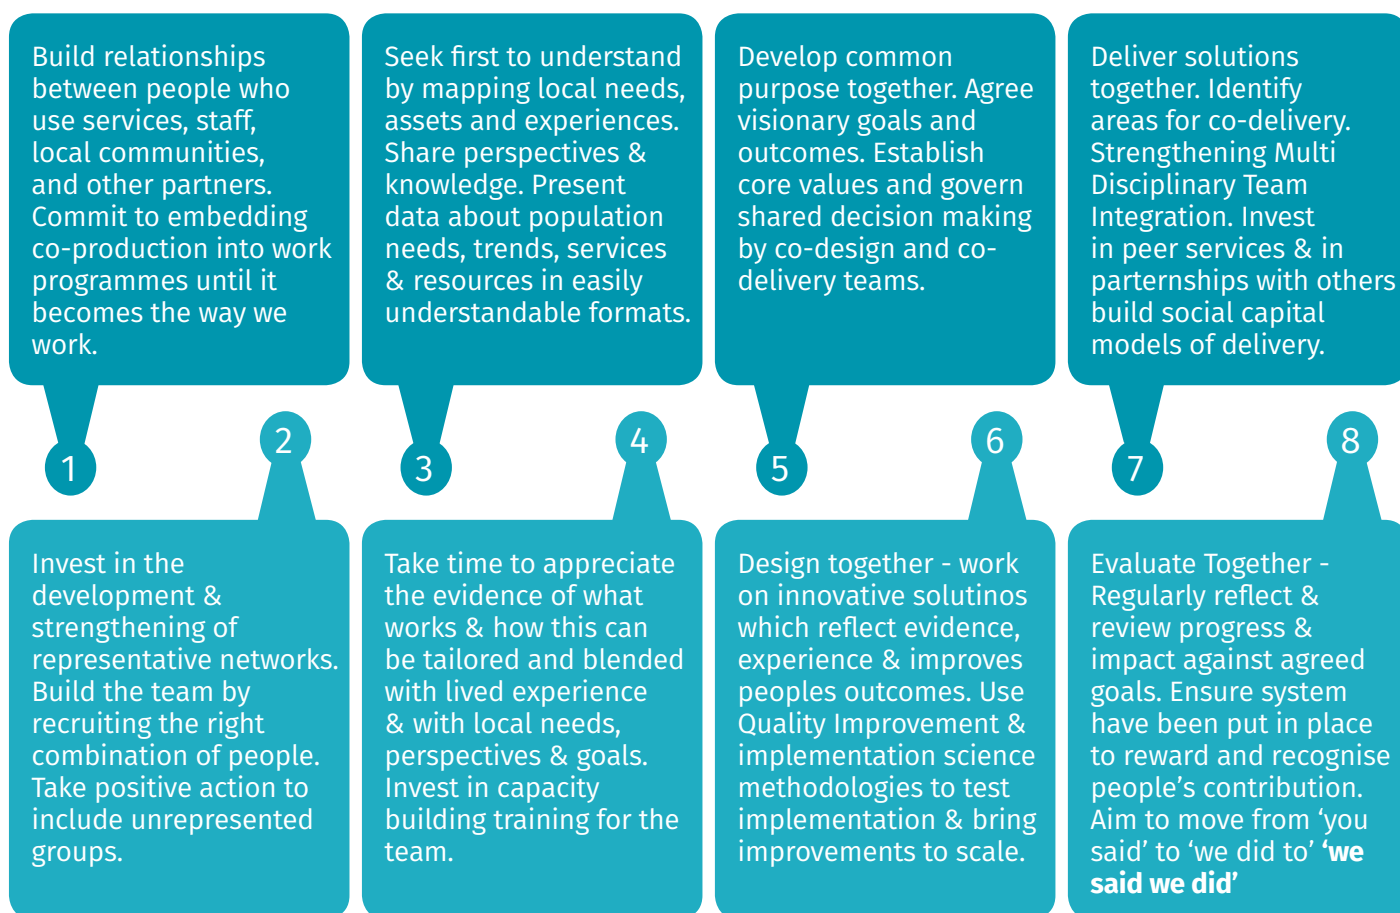 Build relationships
between people who
use services, staff,
local communities,
and other partners.
Commit to embedding
co-production into work
programmes until it
becomes the way we
work.
1
Invest in the
development &
strengthening of
representative networks.
Build the team by
recruiting the right
combination of people.
Take positive action to
include unrepresented
groups.
2
Seek first to understand
by mapping local needs,
assets and experiences.
Share perspectives &
knowledge. Present
data about population
needs, trends, services
& resources in easily
understandable formats.
3
Take time to appreciate
the evidence of what
works & how this can
be tailored and blended
with lived experience
& with local needs,
perspectives & goals.
Invest in capacity
building training for the
team.
4
Develop common
purpose together. Agree
visionary goals and
outcomes. Establish
core values and govern
shared decision making
by co-design and co-
delivery teams.
5
Design together - work
on innovative solutinos
which reflect evidence,
experience & improves
peoples outcomes. Use
Quality Improvement &
implementation science
methodologies to test
implementation & bring
improvements to scale.
6
Deliver solutions
together. Identify
areas for co-delivery.
Strengthening Multi
Disciplinary Team
Integration. Invest
in peer services & in
parternships with others
build social capital
models of delivery.
7
Evaluate Together -
Regularly reflect &
review progress &
impact against agreed
goals. Ensure system
have been put in place
to reward and recognise
people’s contribution.
Aim to move from ‘you
said’ to ‘we did to’ ‘we
said we did’
8